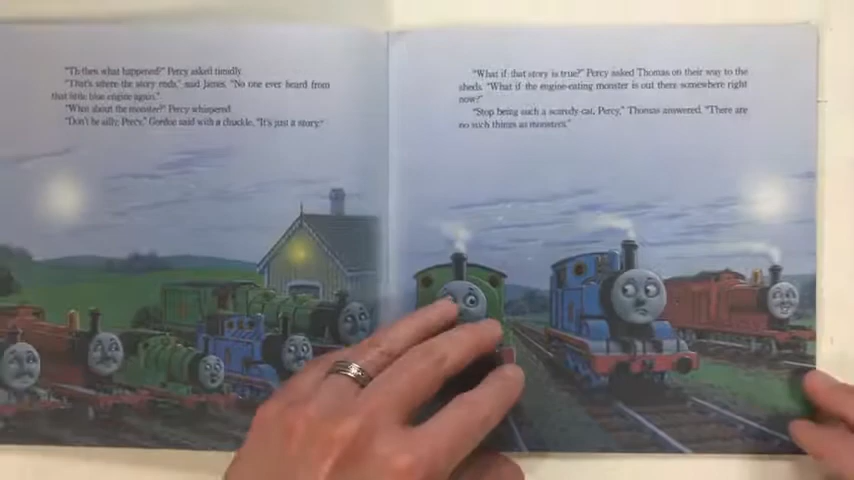 "Th-then what happened?" Percy asked timidly.
"That's where the story ends," said James. "No one ever heard from
that little blue engine again."
"What about the monster?" Percy whispered.
"Don't be silly, Percy," Gordon said with a chuckle. "It's just a story."
"What if that story is true?" Percy asked Thomas on their way to the
sheds. "What if the engine-eating monster is out there somewhere right
now?"
"Stop being such a scaredy-cat, Percy," Thomas answered. "There are
no such things as monsters."